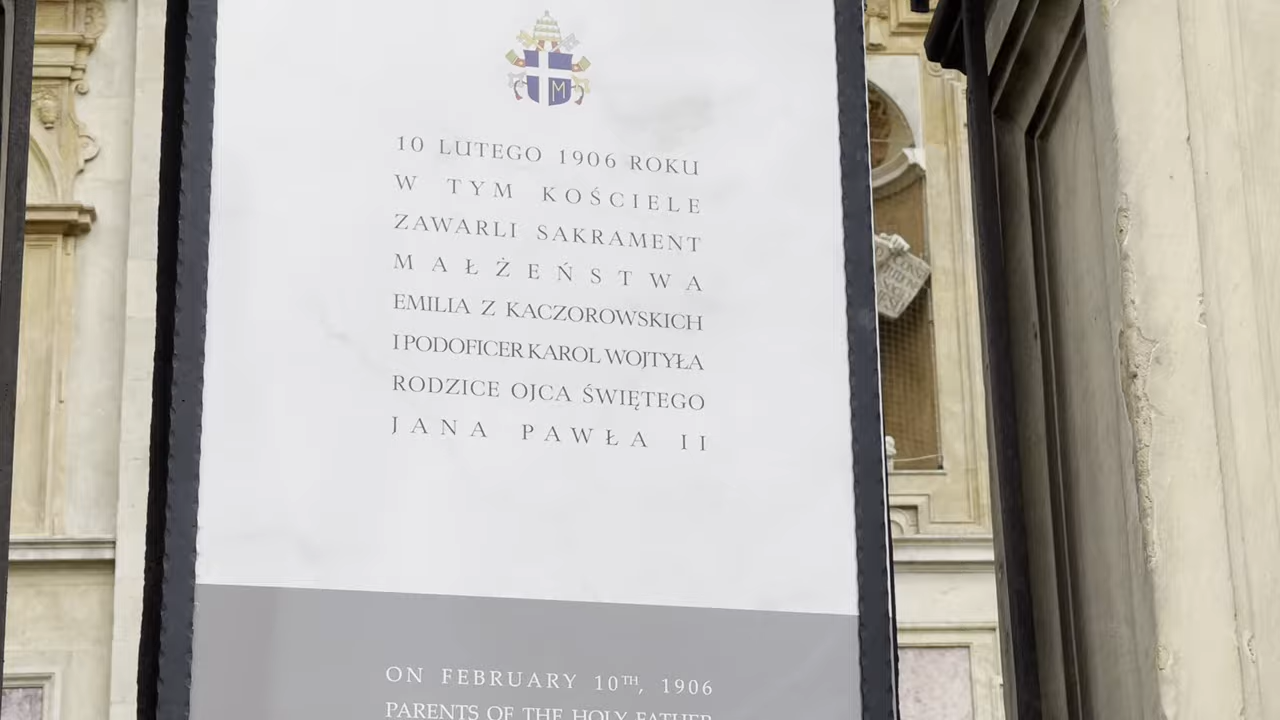 10 LUTEGO 1906 ROKU
W TYM KOŚCIELE
ZAWARLI SAKRAMENT
MAŁŻEŃSTWA
EMILIA Z KACZOROWSKICH
I PODOFICER KAROL WOJTYŁA
RODZICE OJCA ŚWIĘTEGO
JANA PAWŁA II
ON FEBRUARY 10TH, 1906
PARENTS OF THE HOLY FATHER